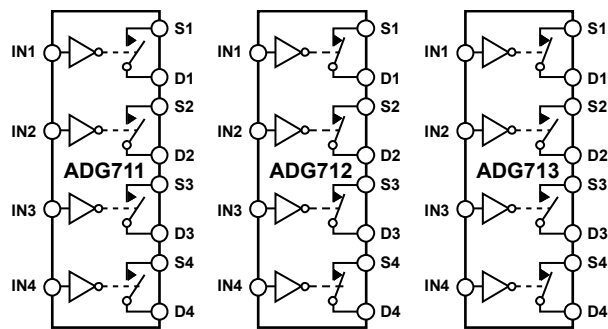 S1
IN1
D1
S2
IN2
D2
ADG711
S3
IN3
D3
S4
IN4
D4
S1
IN1
D1
S2
IN2
D2
ADG712
S3
IN3
D3
S4
IN4
D4
S1
IN1
D1
S2
IN2
D2
ADG713
S3
IN3
D3
S4
IN4
D4